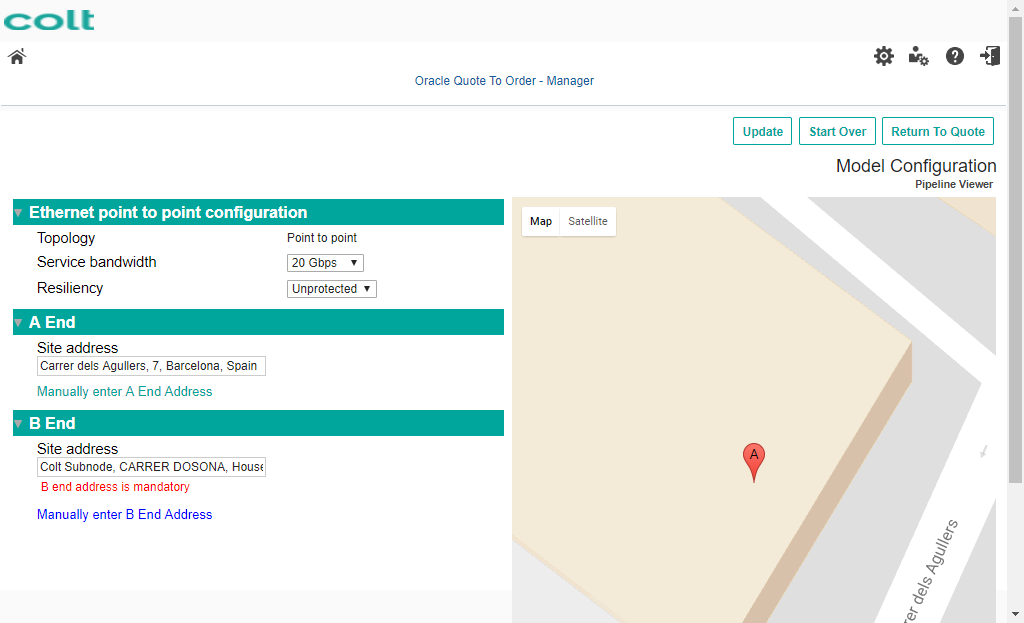 colt
Oracle Quote To Order - Manager
Update Start Over Return To Quote
Model Configuration
Pipeline Viewer
Ethernet point to point configuration
Topology Point to point
Service bandwidth 20 Gbps
Resiliency Unprotected
A End
Site address
Carrer dels Agullers, 7, Barcelona, Spain
Manually enter A End Address
B End
Site address
Colt Subnode, CARRER DOSONA, House
B end address is mandatory
Manually enter B End Address
Map Satellite
A
rer dels Agullers